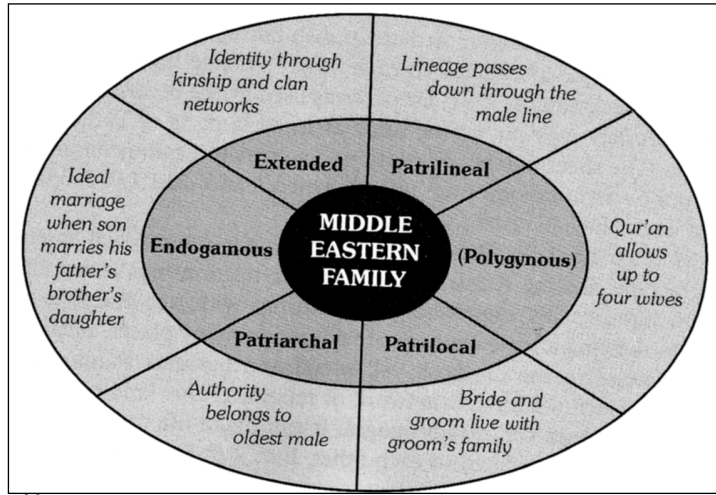 Identity through
kinship and clan
networks
Lineage passes
down through the
male line
Extended
Patrilineal
Ideal
marriage
when son
marries his
father's
brother's
daughter
Endogamous
MIDDLE
EASTERN
FAMILY
(Polygynous)
Qur'an
allows
up to
four wives
Patriarchal
Patrilocal
Authority
belongs to
oldest male
Bride and
groom live with
groom's family